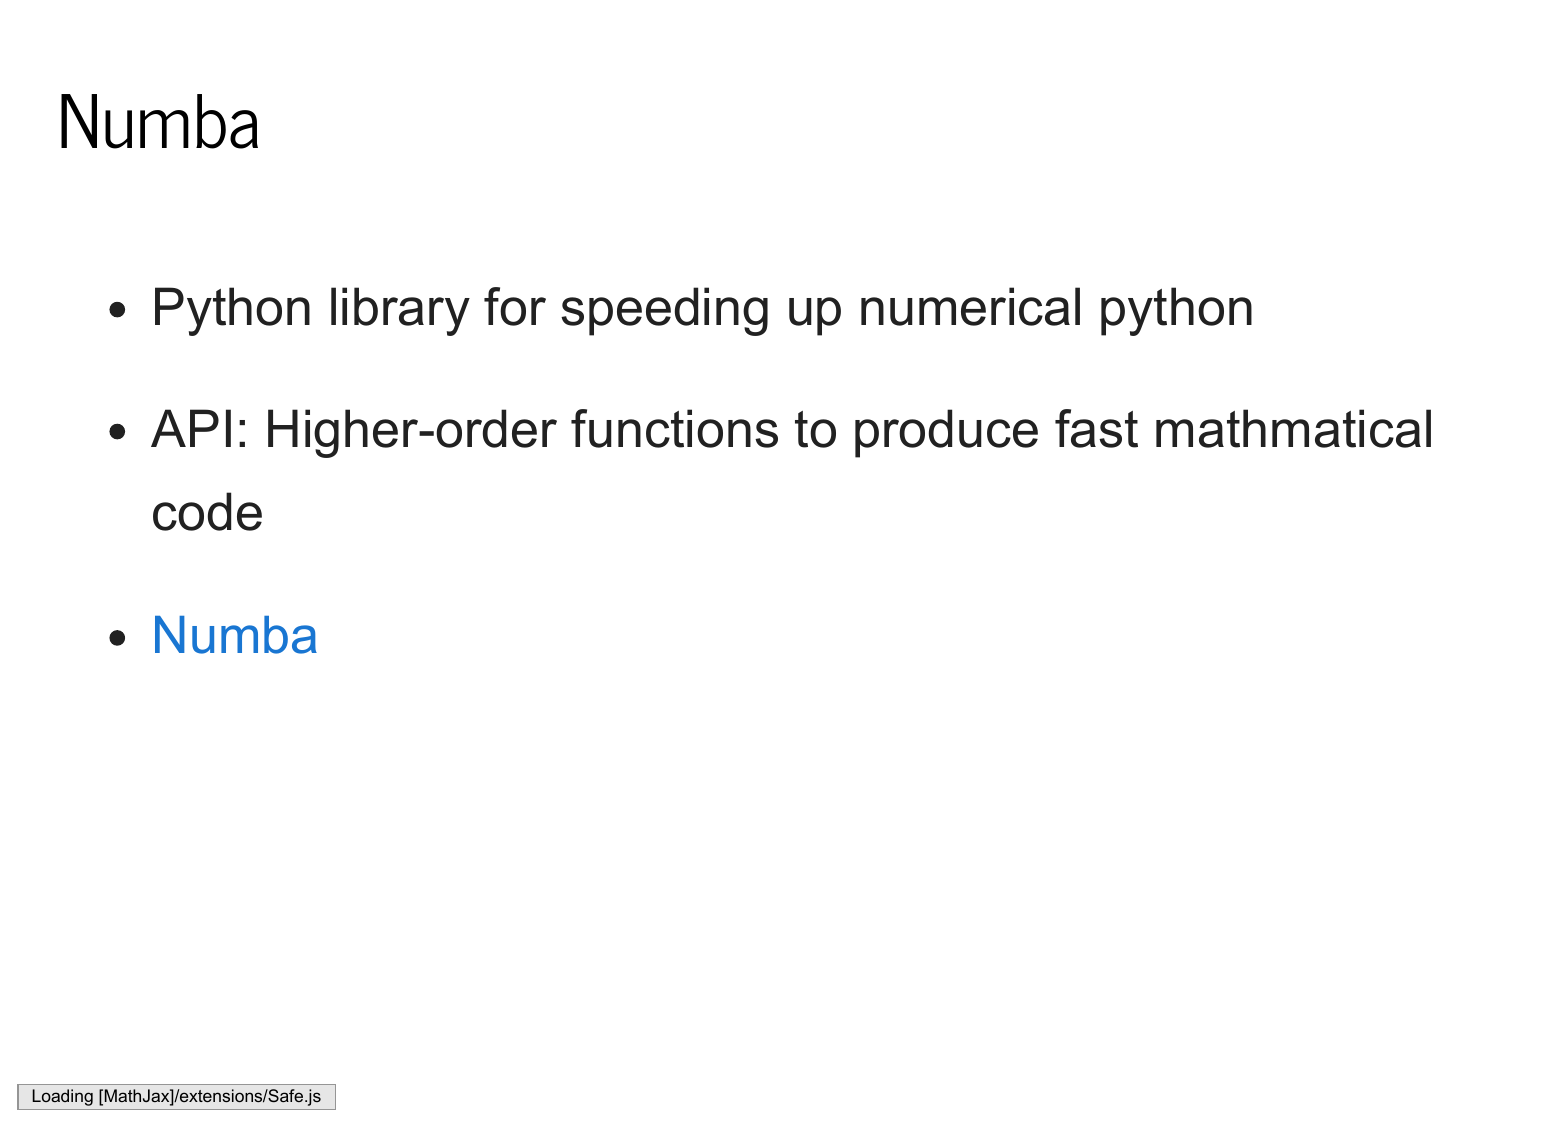 Numba
• Python library for speeding up numerical python
• API: Higher-order functions to produce fast mathmatical
code
• Numba
Loading [MathJax]/extensions/Safe.js